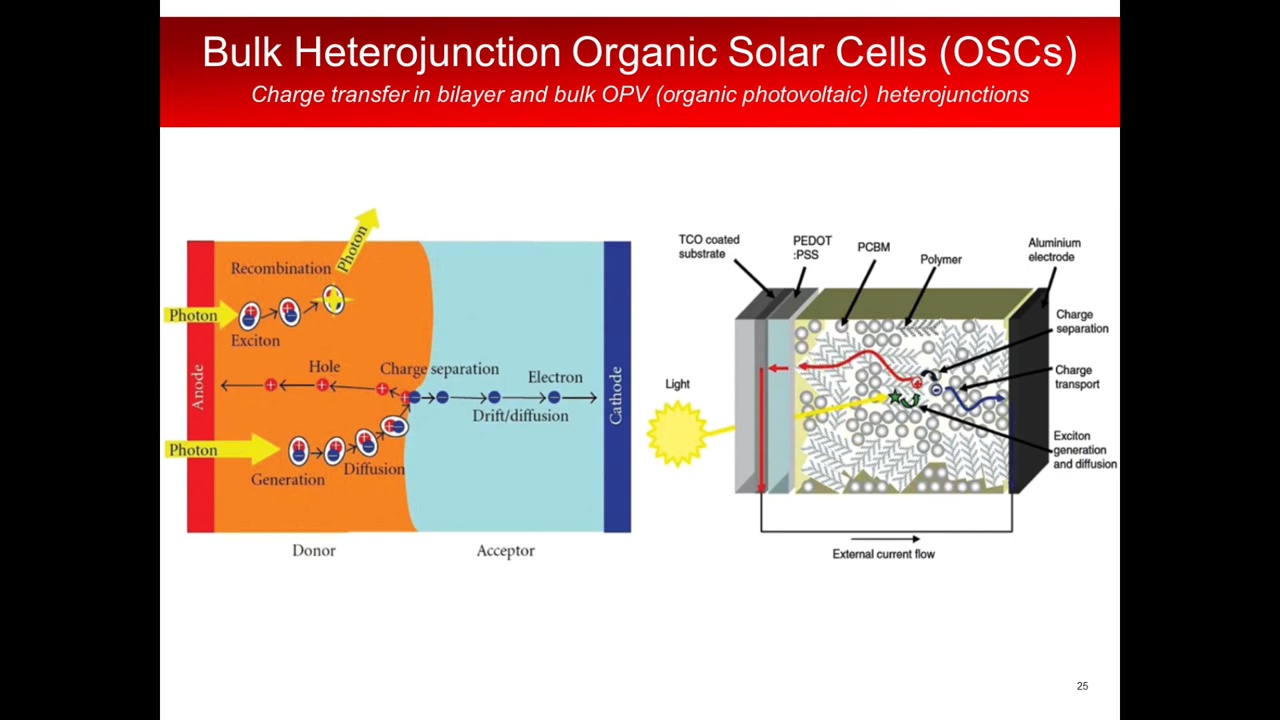 Bulk Heterojunction Organic Solar Cells (OSCs)
Charge transfer in bilayer and bulk OPV (organic photovoltaic) heterojunctions
Photon
Recombination
Photon
Exciton
Anode
Hole
Charge separation
Electron
Drift/diffusion
Cathode
Photon
Diffusion
Generation
Donor
Acceptor
TCO coated
substrate
PEDOT
:PSS
PCBM
Polymer
Aluminium
electrode
Charge
separation
Charge
transport
Light
Exciton
generation
and diffusion
External current flow
25